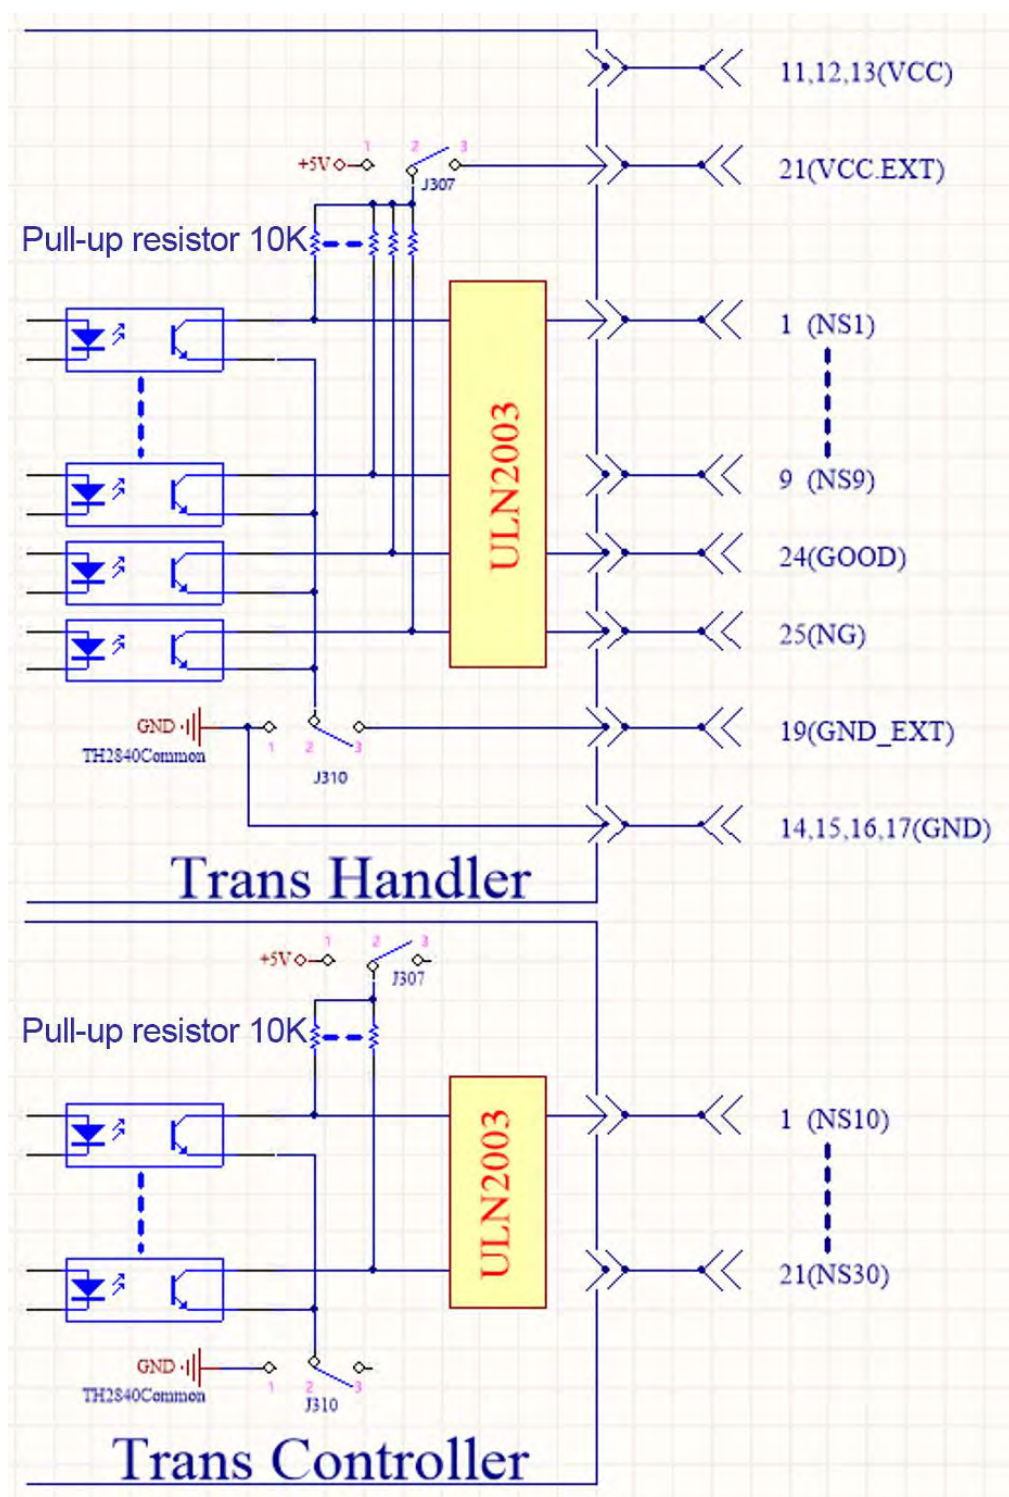 11,12,13(VCC)
1 2 3
+5V
J307
21(VCC.EXT)
Pull-up resistor 10K
1 (NS1)
ULN2003
9 (NS9)
24(GOOD)
25(NG)
GND
19(GND_EXT)
1 2 3
TH2840Common
J310
14,15,16,17(GND)
Trans Handler
1 2 3
+5V
J307
Pull-up resistor 10K
1 (NS10)
ULN2003
21(NS30)
GND
1 2 3
TH2840Common
J310
Trans Controller